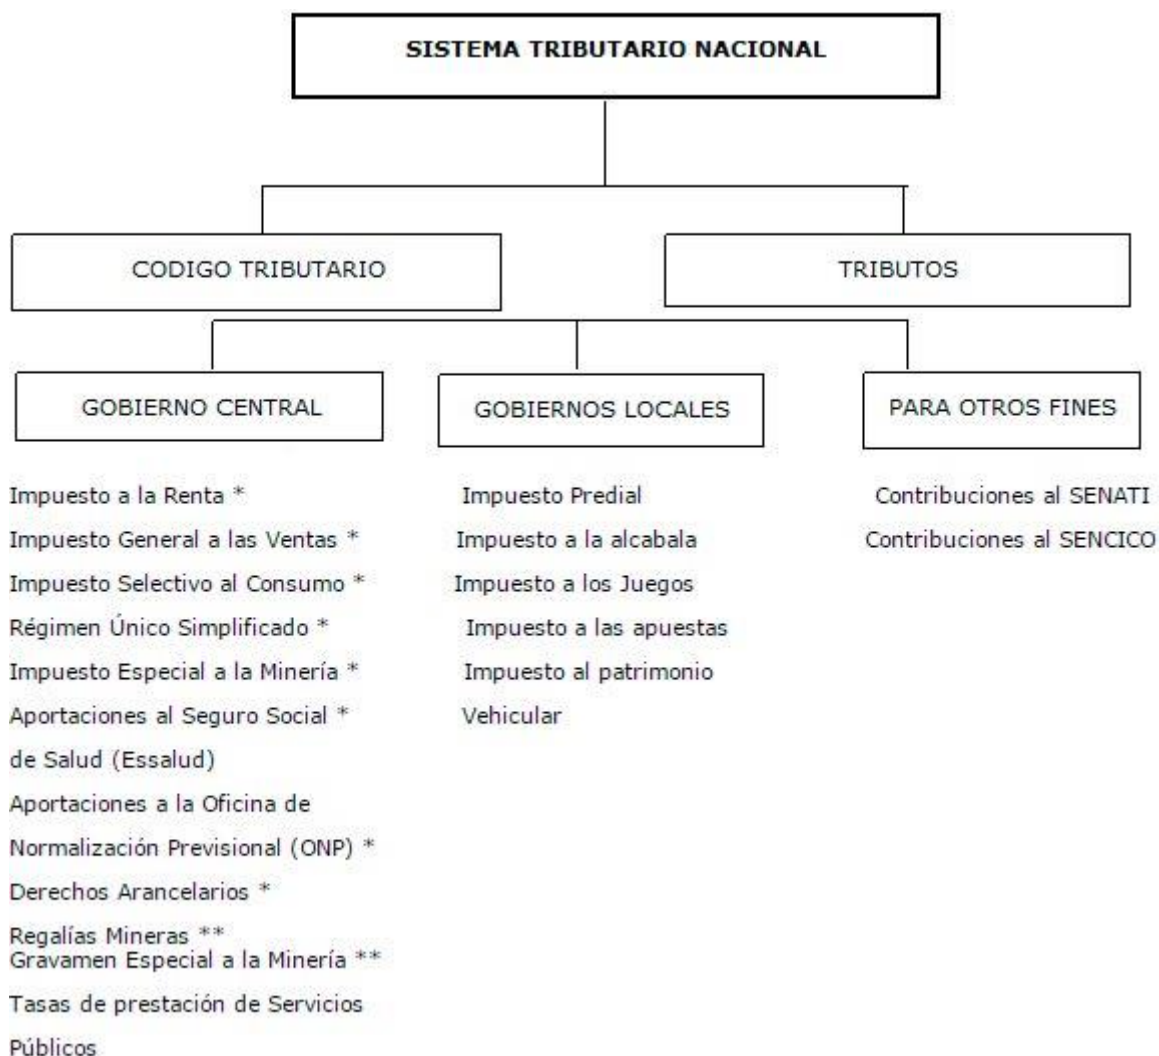 SISTEMA TRIBUTARIO NACIONAL
CODIGO TRIBUTARIO
TRIBUTOS
GOBIERNO CENTRAL
GOBIERNOS LOCALES
PARA OTROS FINES
Impuesto a la Renta *
Impuesto General a las Ventas *
Impuesto Selectivo al Consumo *
Régimen Único Simplificado *
Impuesto Especial a la Minería *
Aportaciones al Seguro Social *
de Salud (Essalud)
Aportaciones a la Oficina de
Normalización Previsional (ONP) *
Derechos Arancelarios *
Regalías Mineras **
Gravamen Especial a la Minería **
Tasas de prestación de Servicios
Públicos
Impuesto Predial
Impuesto a la alcabala
Impuesto a los Juegos
Impuesto a las apuestas
Impuesto al patrimonio
Vehicular
Contribuciones al SENATI
Contribuciones al SENCICO